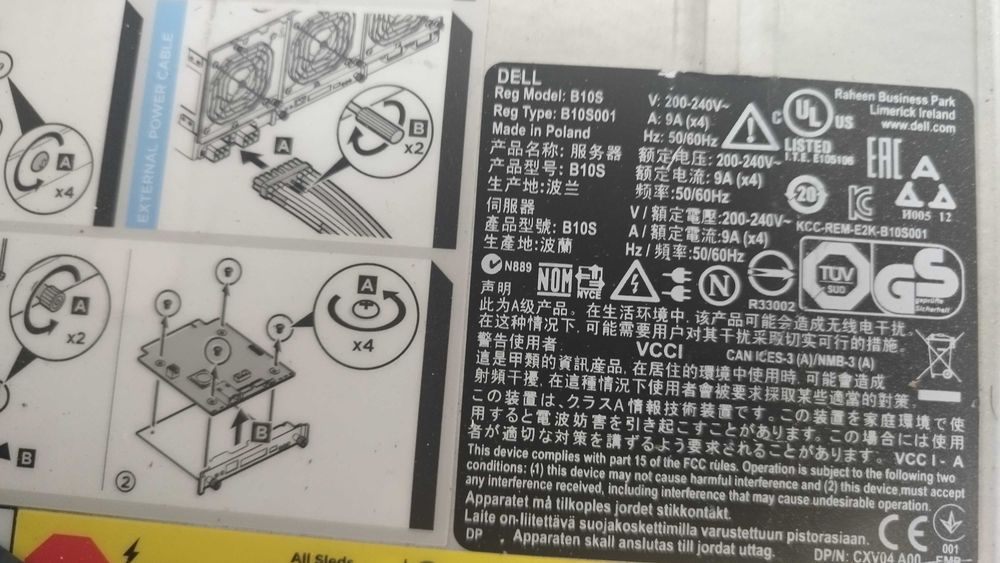 EXTERNAL POWER CABLE
A
x4
A
B
x2
A
x2
B
A
x4
B
2
All Sleds
DELL
Reg Model: B10S
Reg Type: B10S001
Made in Poland
产品名称: 服务器
产品型号: B10S
生产地:波兰
伺服器
產品型號: B10S
生產地:波蘭
V: 200-240V~
A: 9A (x4)
Hz: 50/60Hz
额定电压: 200-240V~
额定电流: 9A (x4)
频率:50/60Hz
V / 額定電壓:200-240V~
A / 額定電流:9A (x4)
Hz / 頻率:50/60Hz
C UL US
LISTED
I.T.E. E105106
Raheen Business Park
Limerick Ireland
www.dell.com
EAC
20
И005 12
KCC-REM-E2K-B10S001
N889
NOM
NYCE
N
R33002
TUV
SUD
GS
geprüfte
Sicherheit
声明
此为A级产品。在生活环境中, 该产品可能会造成无线电干扰。
在这种情况下, 可能需要用户对其干扰采取切实可行的措施。
警告使用者:
VCCI
CAN ICES-3 (A)/NMB-3 (A)
這是甲類的資訊產品, 在居住的環境中使用時, 可能會造成
射頻干擾, 在這種情況下使用者會被要求採取某些適當的對策。
この装置は、クラスA情報技術装置です。この装置を家庭環境で使
用すると電波妨害を引き起こすことがあります。この場合には使用
者が適切な対策を講ずるよう要求されることがあります。 VCCI-A
This device complies with part 15 of the FCC rules. Operation is subject to the following two
conditions: (1) this device may not cause harmful interference and (2) this device must accept
any interference received, including interference that may cause undesirable operation.
Apparatet må tilkoples jordet stikkontakt.
Laite on liitettävä suojakoskettimilla varustettuun pistorasiaan.
DP
Apparaten skall anslutas till jordat uttag.
CE
001
DP/N: CXV04 A00
EMB